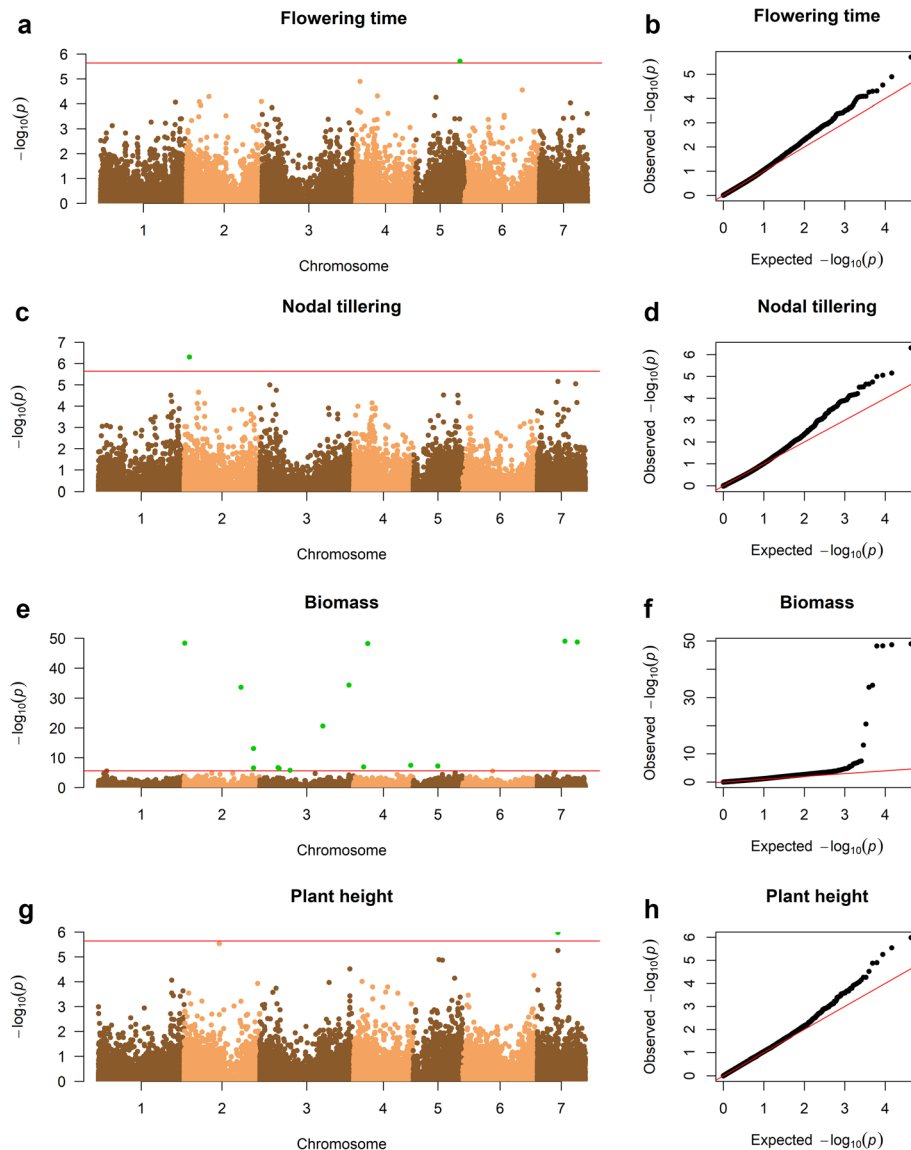 a
Flowering time
−log10(p)
0 1 2 3 4 5 6
1 2 3 4 5 6 7
Chromosome
b
Flowering time
Observed −log10(p)
0 1 2 3 4 5
0 1 2 3 4
Expected −log10(p)
c
Nodal tillering
−log10(p)
0 1 2 3 4 5 6 7
1 2 3 4 5 6 7
Chromosome
d
Nodal tillering
Observed −log10(p)
0 1 2 3 4 5 6
0 1 2 3 4
Expected −log10(p)
e
Biomass
−log10(p)
0 10 20 30 40 50
1 2 3 4 5 6 7
Chromosome
f
Biomass
Observed −log10(p)
0 10 20 30 50
0 1 2 3 4
Expected −log10(p)
g
Plant height
−log10(p)
0 1 2 3 4 5 6
1 2 3 4 5 6 7
Chromosome
h
Plant height
Observed −log10(p)
0 1 2 3 4 5 6
0 1 2 3 4
Expected −log10(p)